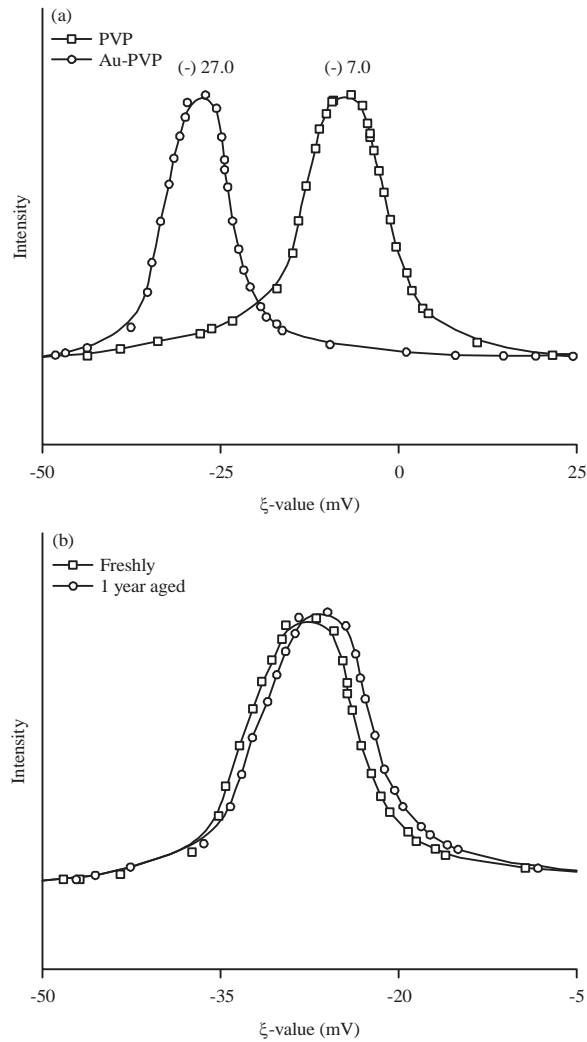 (a)
PVP
Au-PVP
(-) 27.0 (-) 7.0
Intensity
-50 -25 0 25
ξ-value (mV)
(b)
Freshly
1 year aged
Intensity
-50 -35 -20 -5
ξ-value (mV)